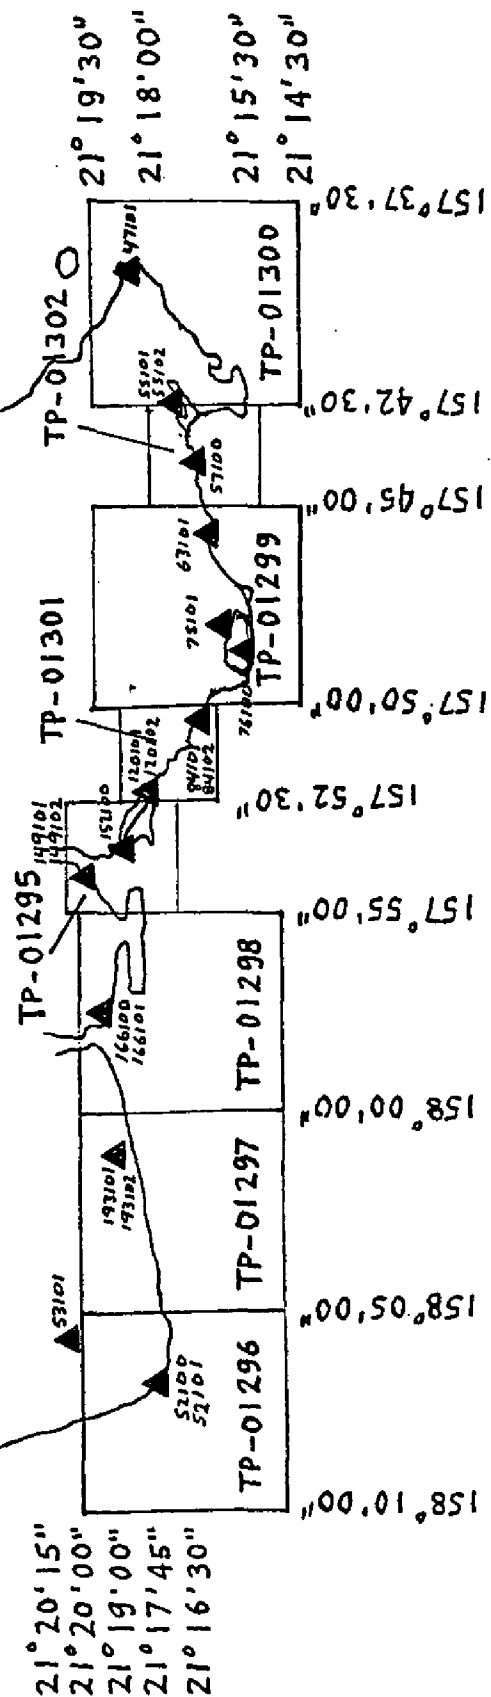 21° 20' 15"
21° 20' 00"
21° 19' 00"
21° 17' 45"
21° 16' 30"
21° 19' 30"
21° 18' 00"
21° 15' 30"
21° 14' 30"
158° 10' 00"
158° 05' 00"
158° 00' 00"
157° 55' 00"
157° 52' 30"
157° 50' 00"
157° 45' 00"
157° 42' 30"
157° 37' 30"
TP-01296
52100
52101
53101
TP-01297
193101
193102
TP-01298
166100
166101
TP-01295
149101
149102
152100
TP-01301
120101
120102
84101
84102
TP-01299
76100
75101
63101
TP-01302
57100
55101
55102
TP-01300
47101